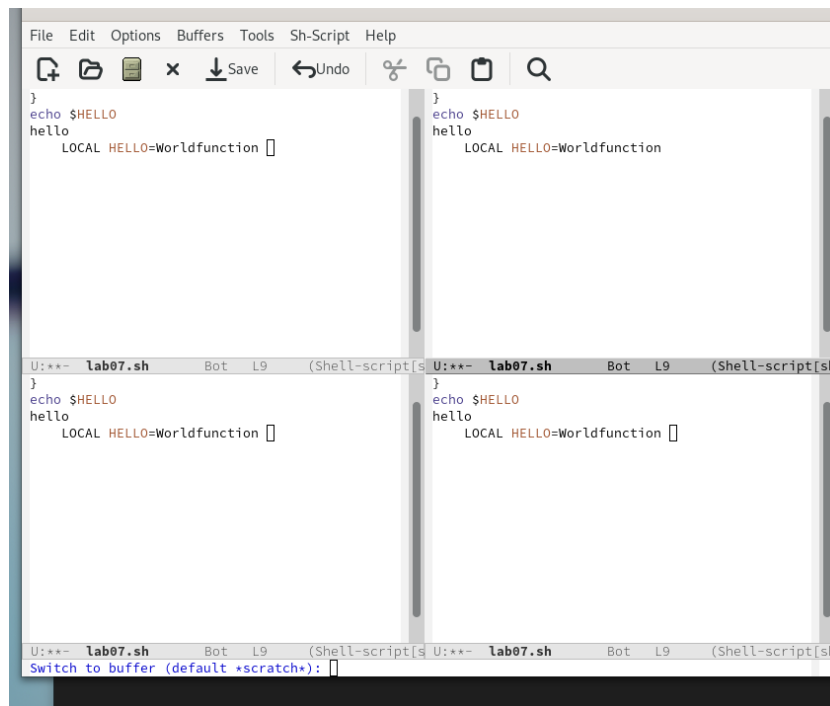 File Edit Options Buffers Tools Sh-Script Help
Save Undo
}
echo $HELLO
hello
    LOCAL HELLO=Worldfunction
U:**-  lab07.sh       Bot   L9     (Shell-script[s
}
echo $HELLO
hello
    LOCAL HELLO=Worldfunction
U:**-  lab07.sh       Bot   L9     (Shell-script[sh
}
echo $HELLO
hello
    LOCAL HELLO=Worldfunction
U:**-  lab07.sh       Bot   L9     (Shell-script[s
}
echo $HELLO
hello
    LOCAL HELLO=Worldfunction
U:**-  lab07.sh       Bot   L9     (Shell-script[sh
Switch to buffer (default *scratch*):